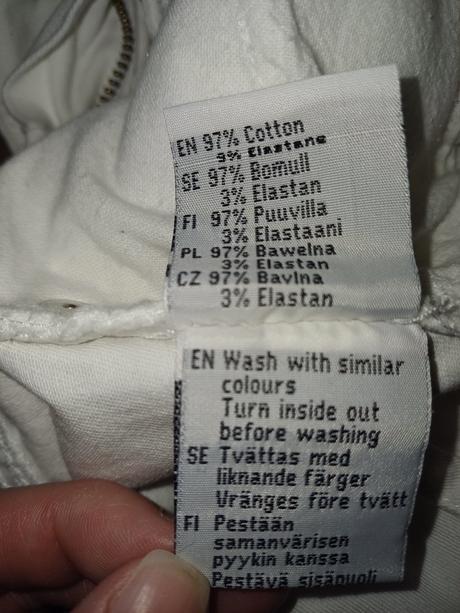 EN 97% Cotton
3% Elastane
SE 97% Bomull
3% Elastan
FI 97% Puuvilla
3% Elastaani
PL 97% Bawełna
3% Elastan
CZ 97% Bavlna
3% Elastan
EN Wash with similar
colours
Turn inside out
before washing
SE Tvättas med
liknande färger
Vränges före tvätt
FI Pestään
samanvärisen
pyykin kanssa
Pestävä sisäpuoli